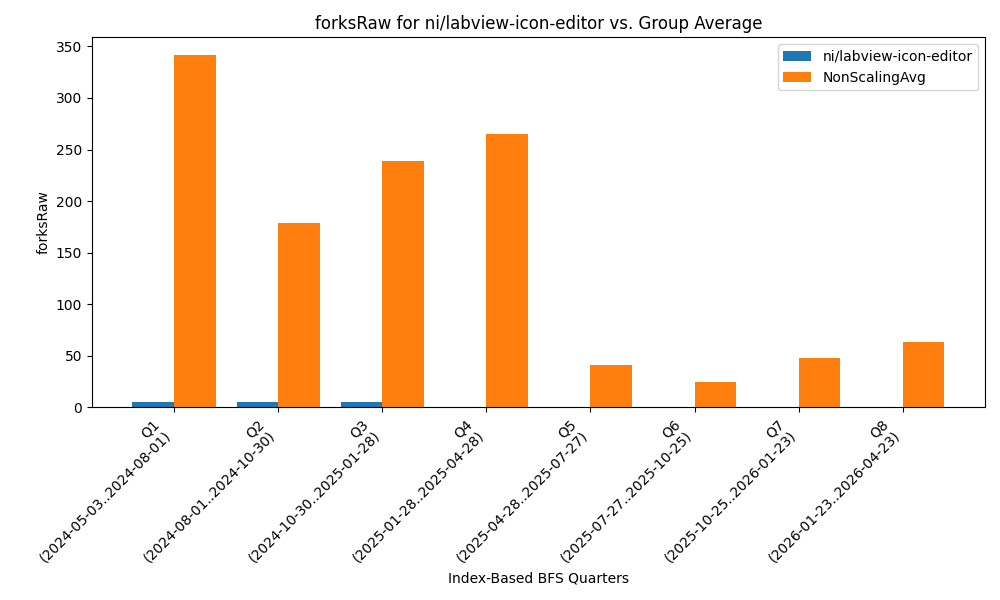 forksRaw for ni/labview-icon-editor vs. Group Average
ni/labview-icon-editor
NonScalingAvg
forksRaw
350
300
250
200
150
100
50
0
Q1
(2024-05-03..2024-08-01)
Q2
(2024-08-01..2024-10-30)
Q3
(2024-10-30..2025-01-28)
Q4
(2025-01-28..2025-04-28)
Q5
(2025-04-28..2025-07-27)
Q6
(2025-07-27..2025-10-25)
Q7
(2025-10-25..2026-01-23)
Q8
(2026-01-23..2026-04-23)
Index-Based BFS Quarters